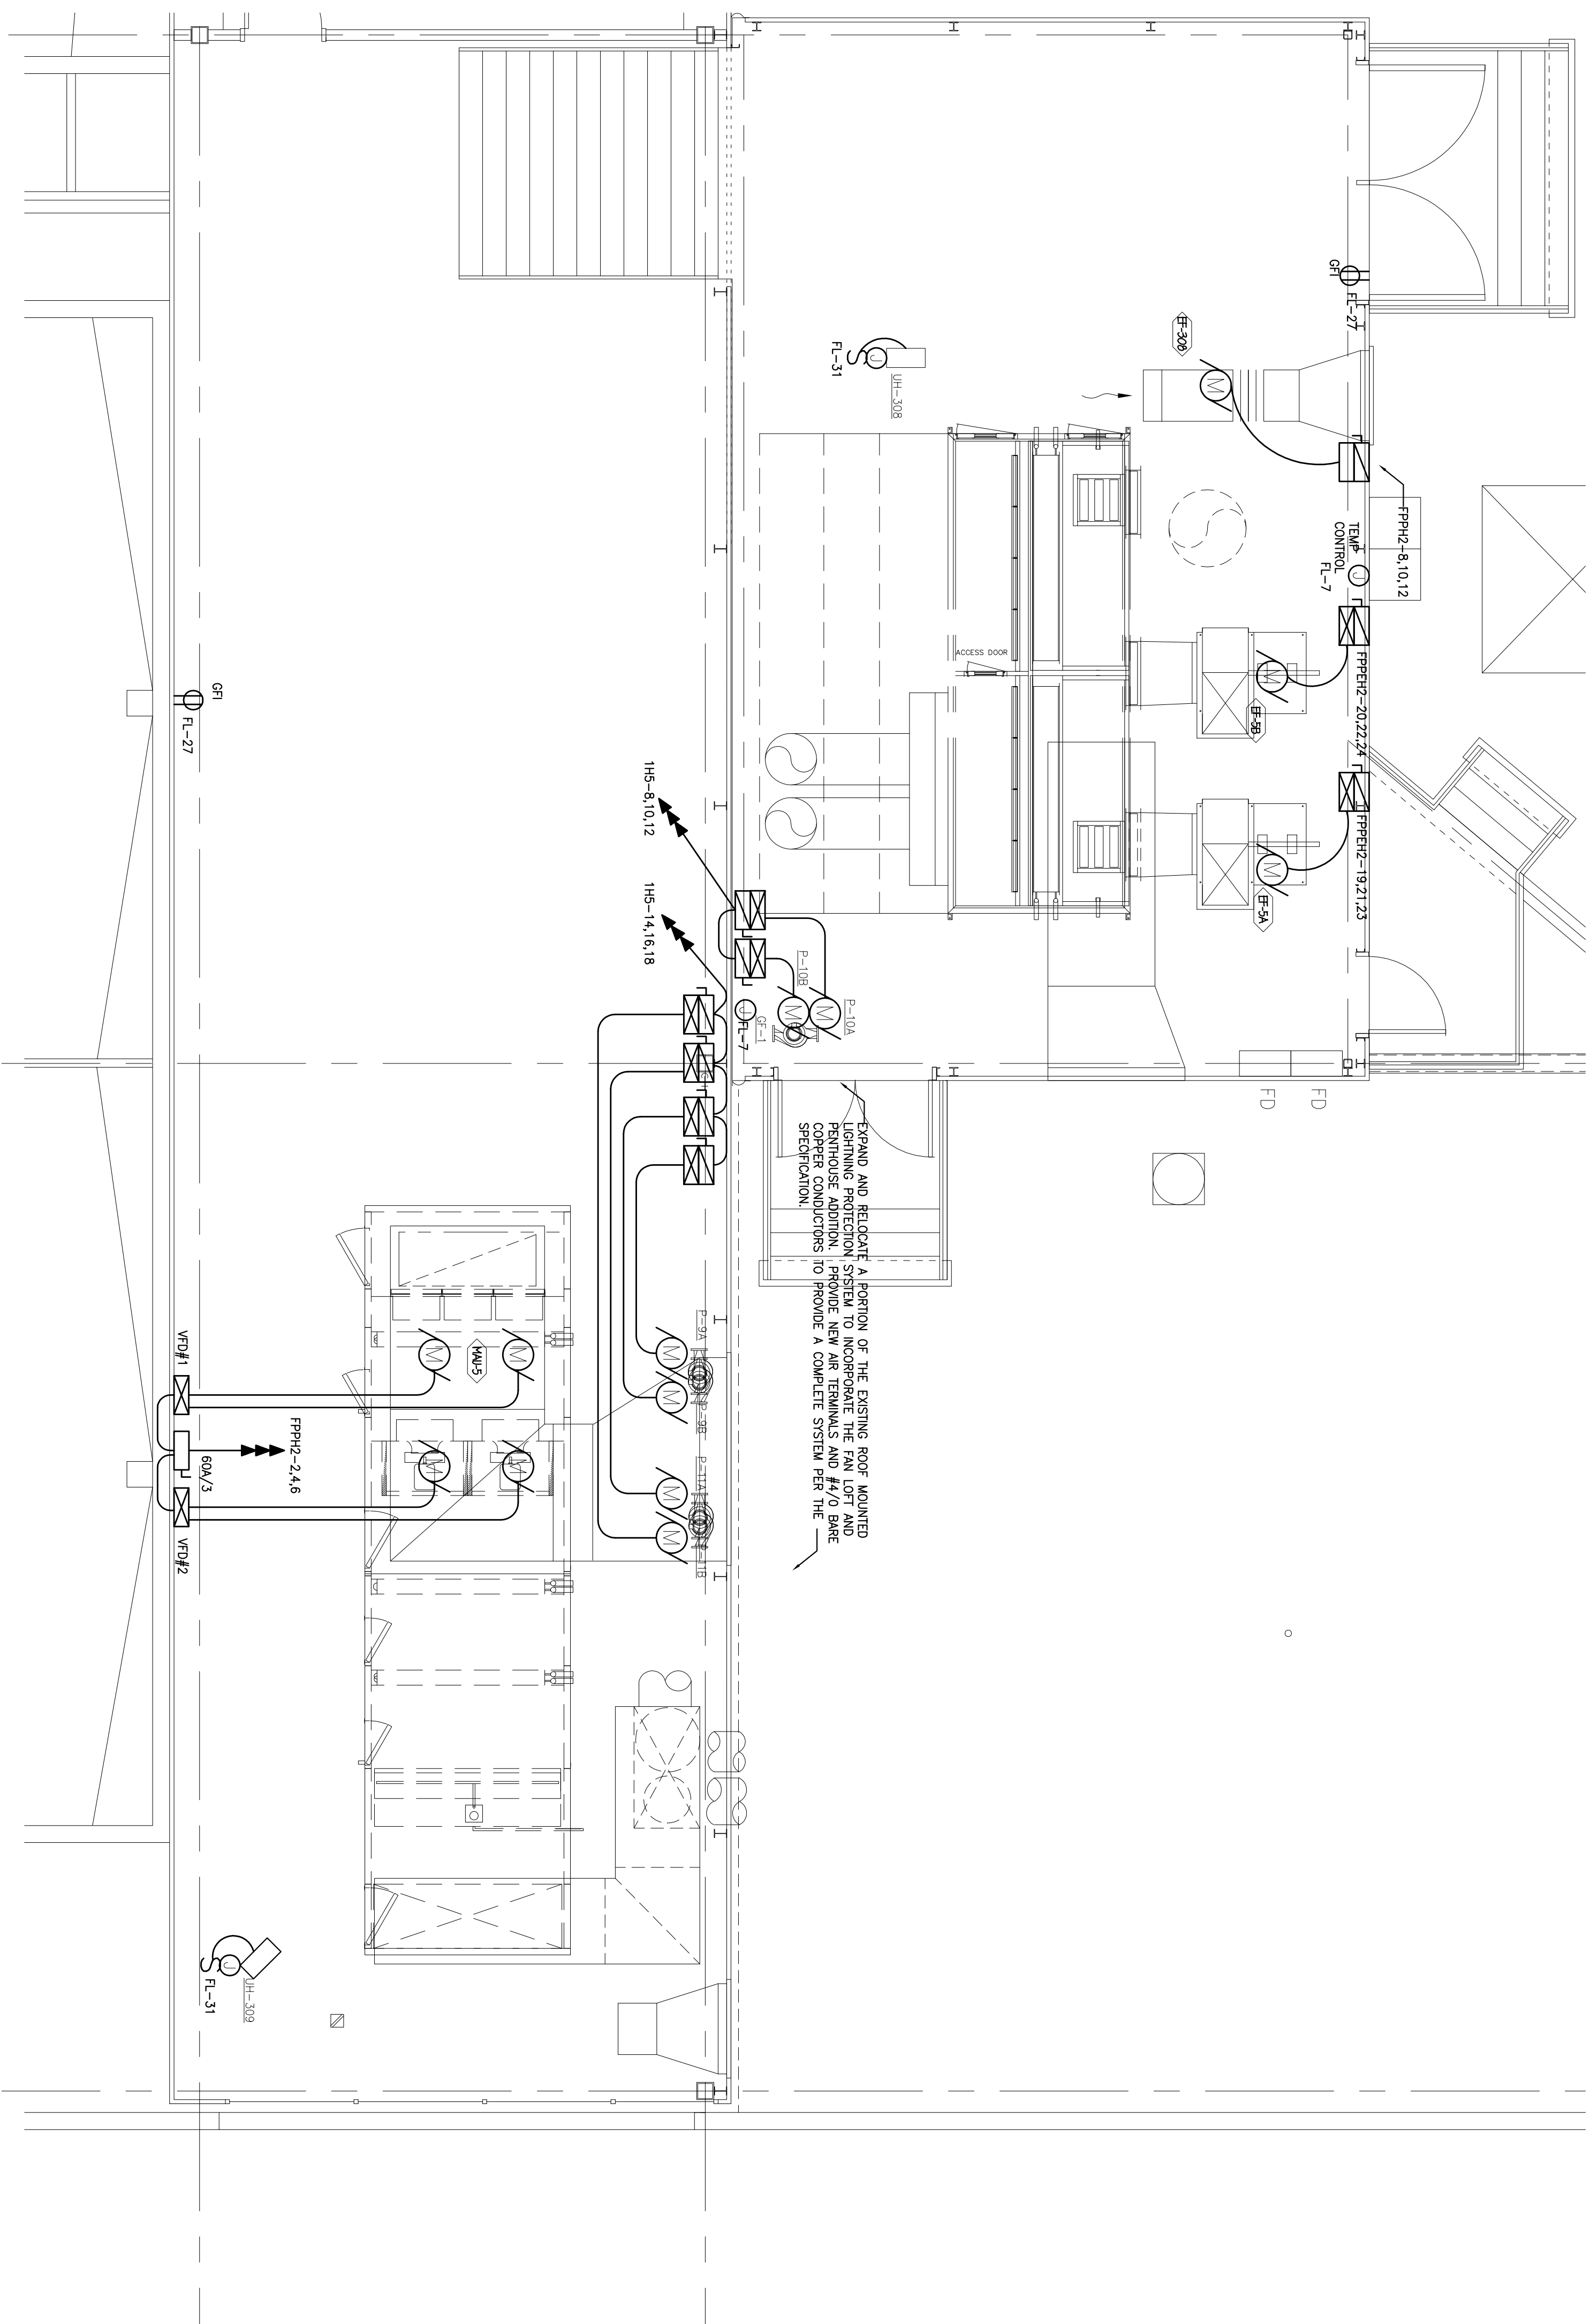 GFI
FL-27
EF-308
FL-31
UH-308
FPPH2-8,10,12
TEMP
CONTROL
FL-7
FPPEH2-20,22,24
ACCESS DOOR
EF-5B
GFI
FL-27
1H5-8,10,12
FPPEH2-19,21,23
EF-5A
1H5-14,16,18
P-10B
P-10A
GF-1
FL-7
FD
FD
EXPAND AND RELOCATE A PORTION OF THE EXISTING ROOF MOUNTED
LIGHTNING PROTECTION SYSTEM TO INCORPORATE THE FAN LOFT AND
PENTHOUSE ADDITION. PROVIDE NEW AIR TERMINALS AND #4/0 BARE
COPPER CONDUCTORS TO PROVIDE A COMPLETE SYSTEM PER THE
SPECIFICATION.
P-9A
P-9B
MAU-5
VFD#1
FPPH2-2,4,6
60A/3
VFD#2
P-11A
P-11B
UH-309
FL-31
M
M
M
M
M
M
M
M
M
M
M
M
M
J
J
J
J
S
S